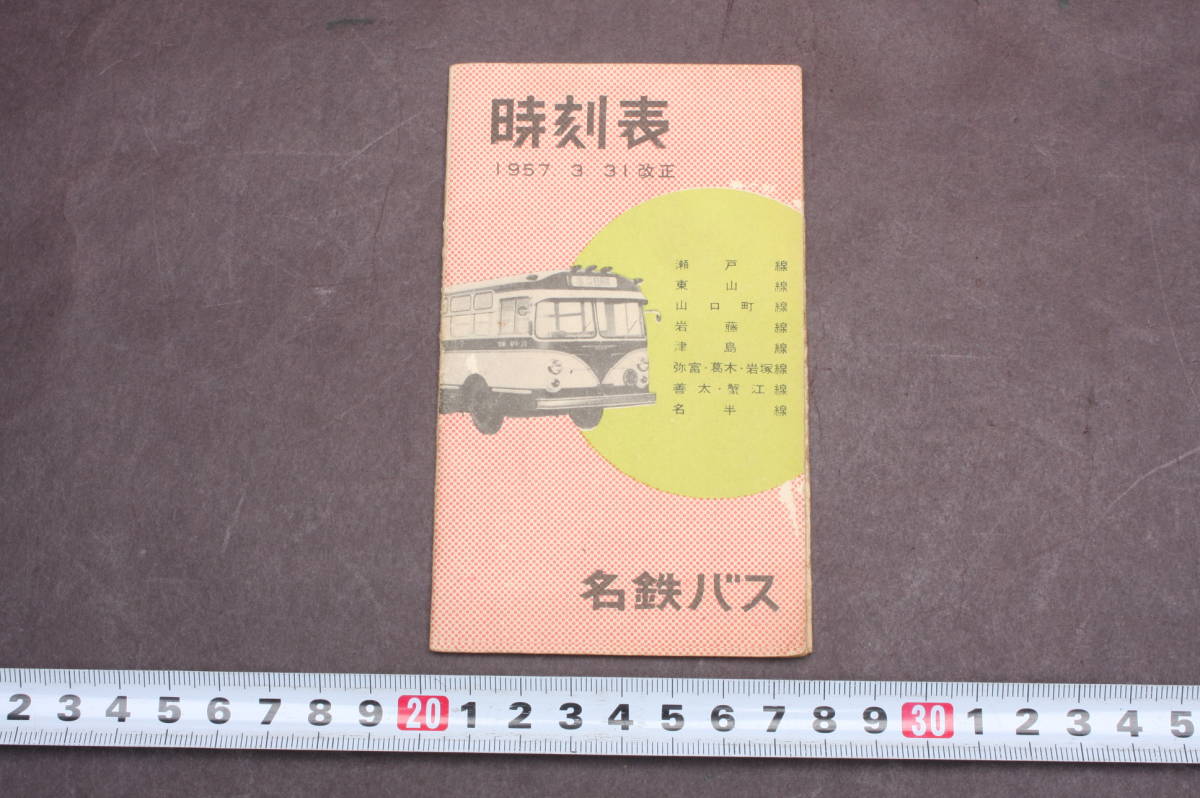 時刻表
1957 3 31改正
瀬戸線
東山線
山口町線
岩藤線
津島線
弥富・葛木・岩塚線
善太・蟹江線
名半線
名鉄バス
2 3 4 5 6 7 8 9 20 1 2 3 4 5 6 7 8 9 30 1 2 3 4 5